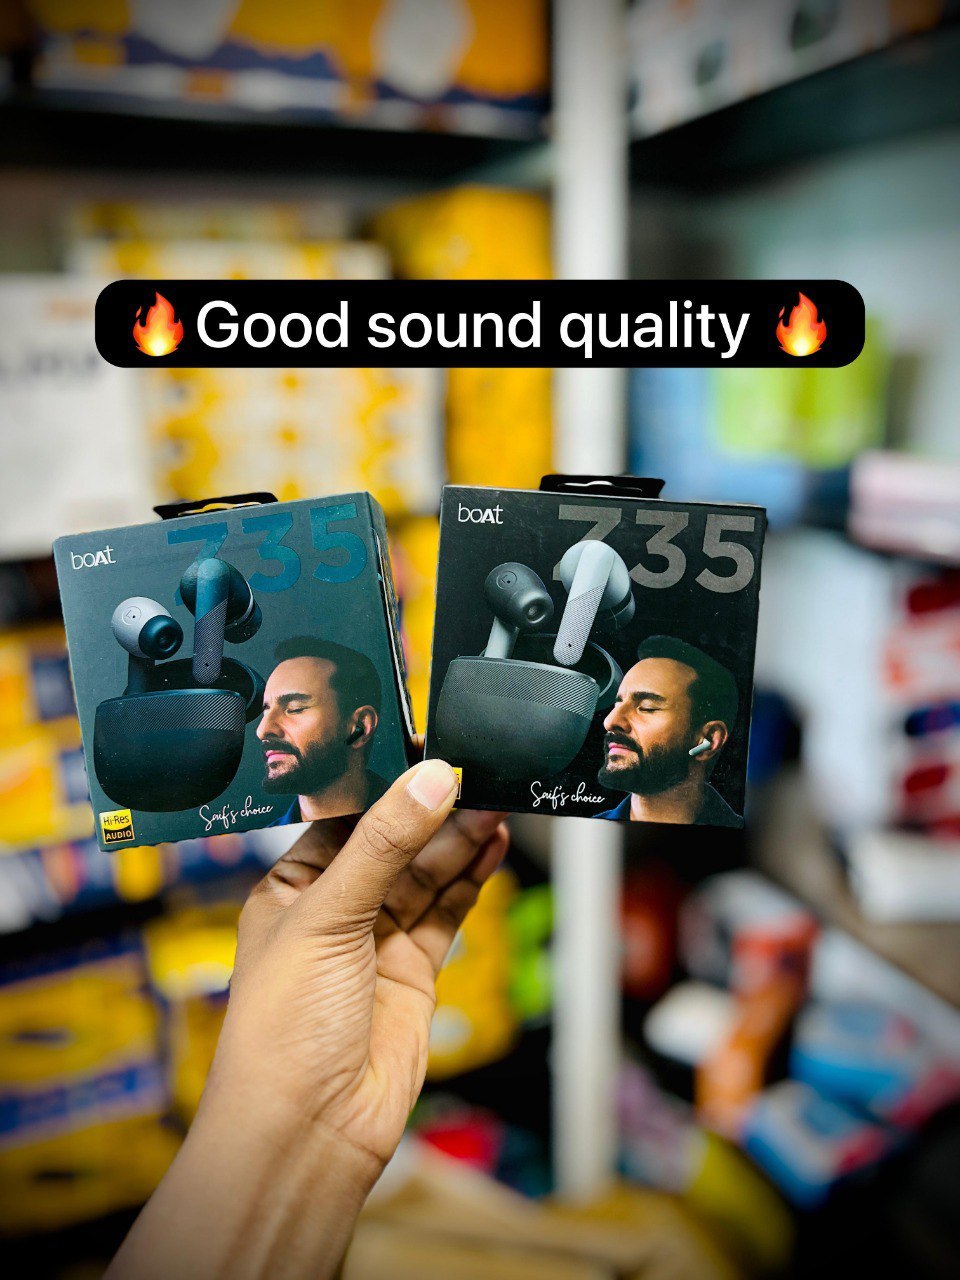 🔥Good sound quality 🔥
boAt
735
Saif's choice
Hi-Res
AUDIO
boAt
735
Saif's choice